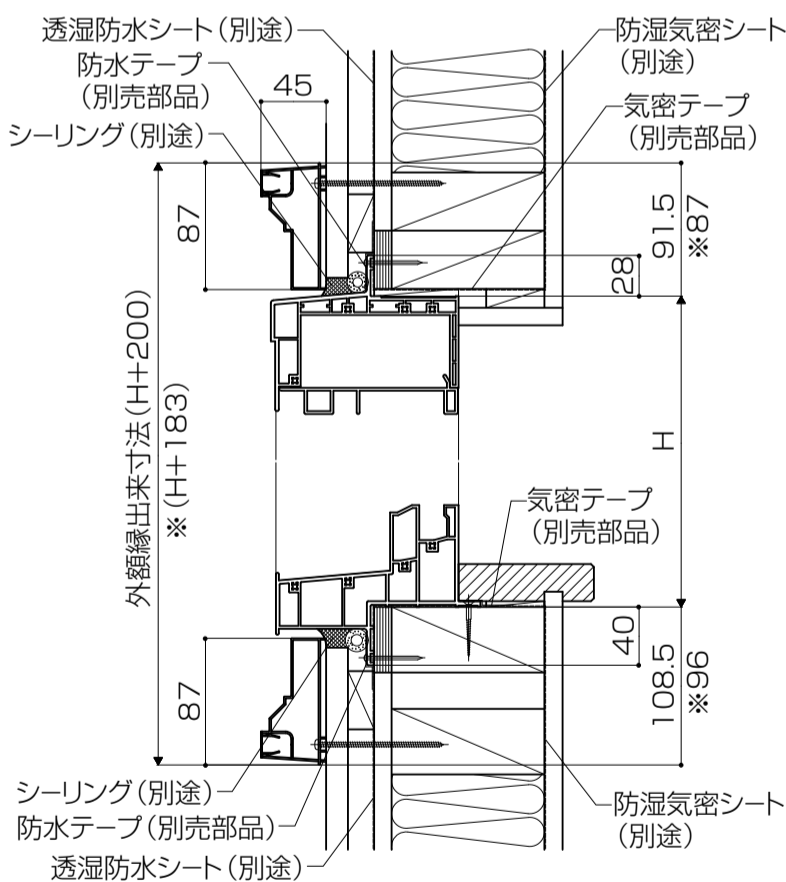 透湿防水シート(別途)
防水テープ
(別売部品)
45
シーリング(別途)
防湿気密シート
(別途)
気密テープ
(別売部品)
87
91.5
※87
28
外額縁出来寸法(H+200)
※(H+183)
H
気密テープ
(別売部品)
40
87
108.5
※96
シーリング(別途)
防水テープ(別売部品)
透湿防水シート(別途)
防湿気密シート
(別途)